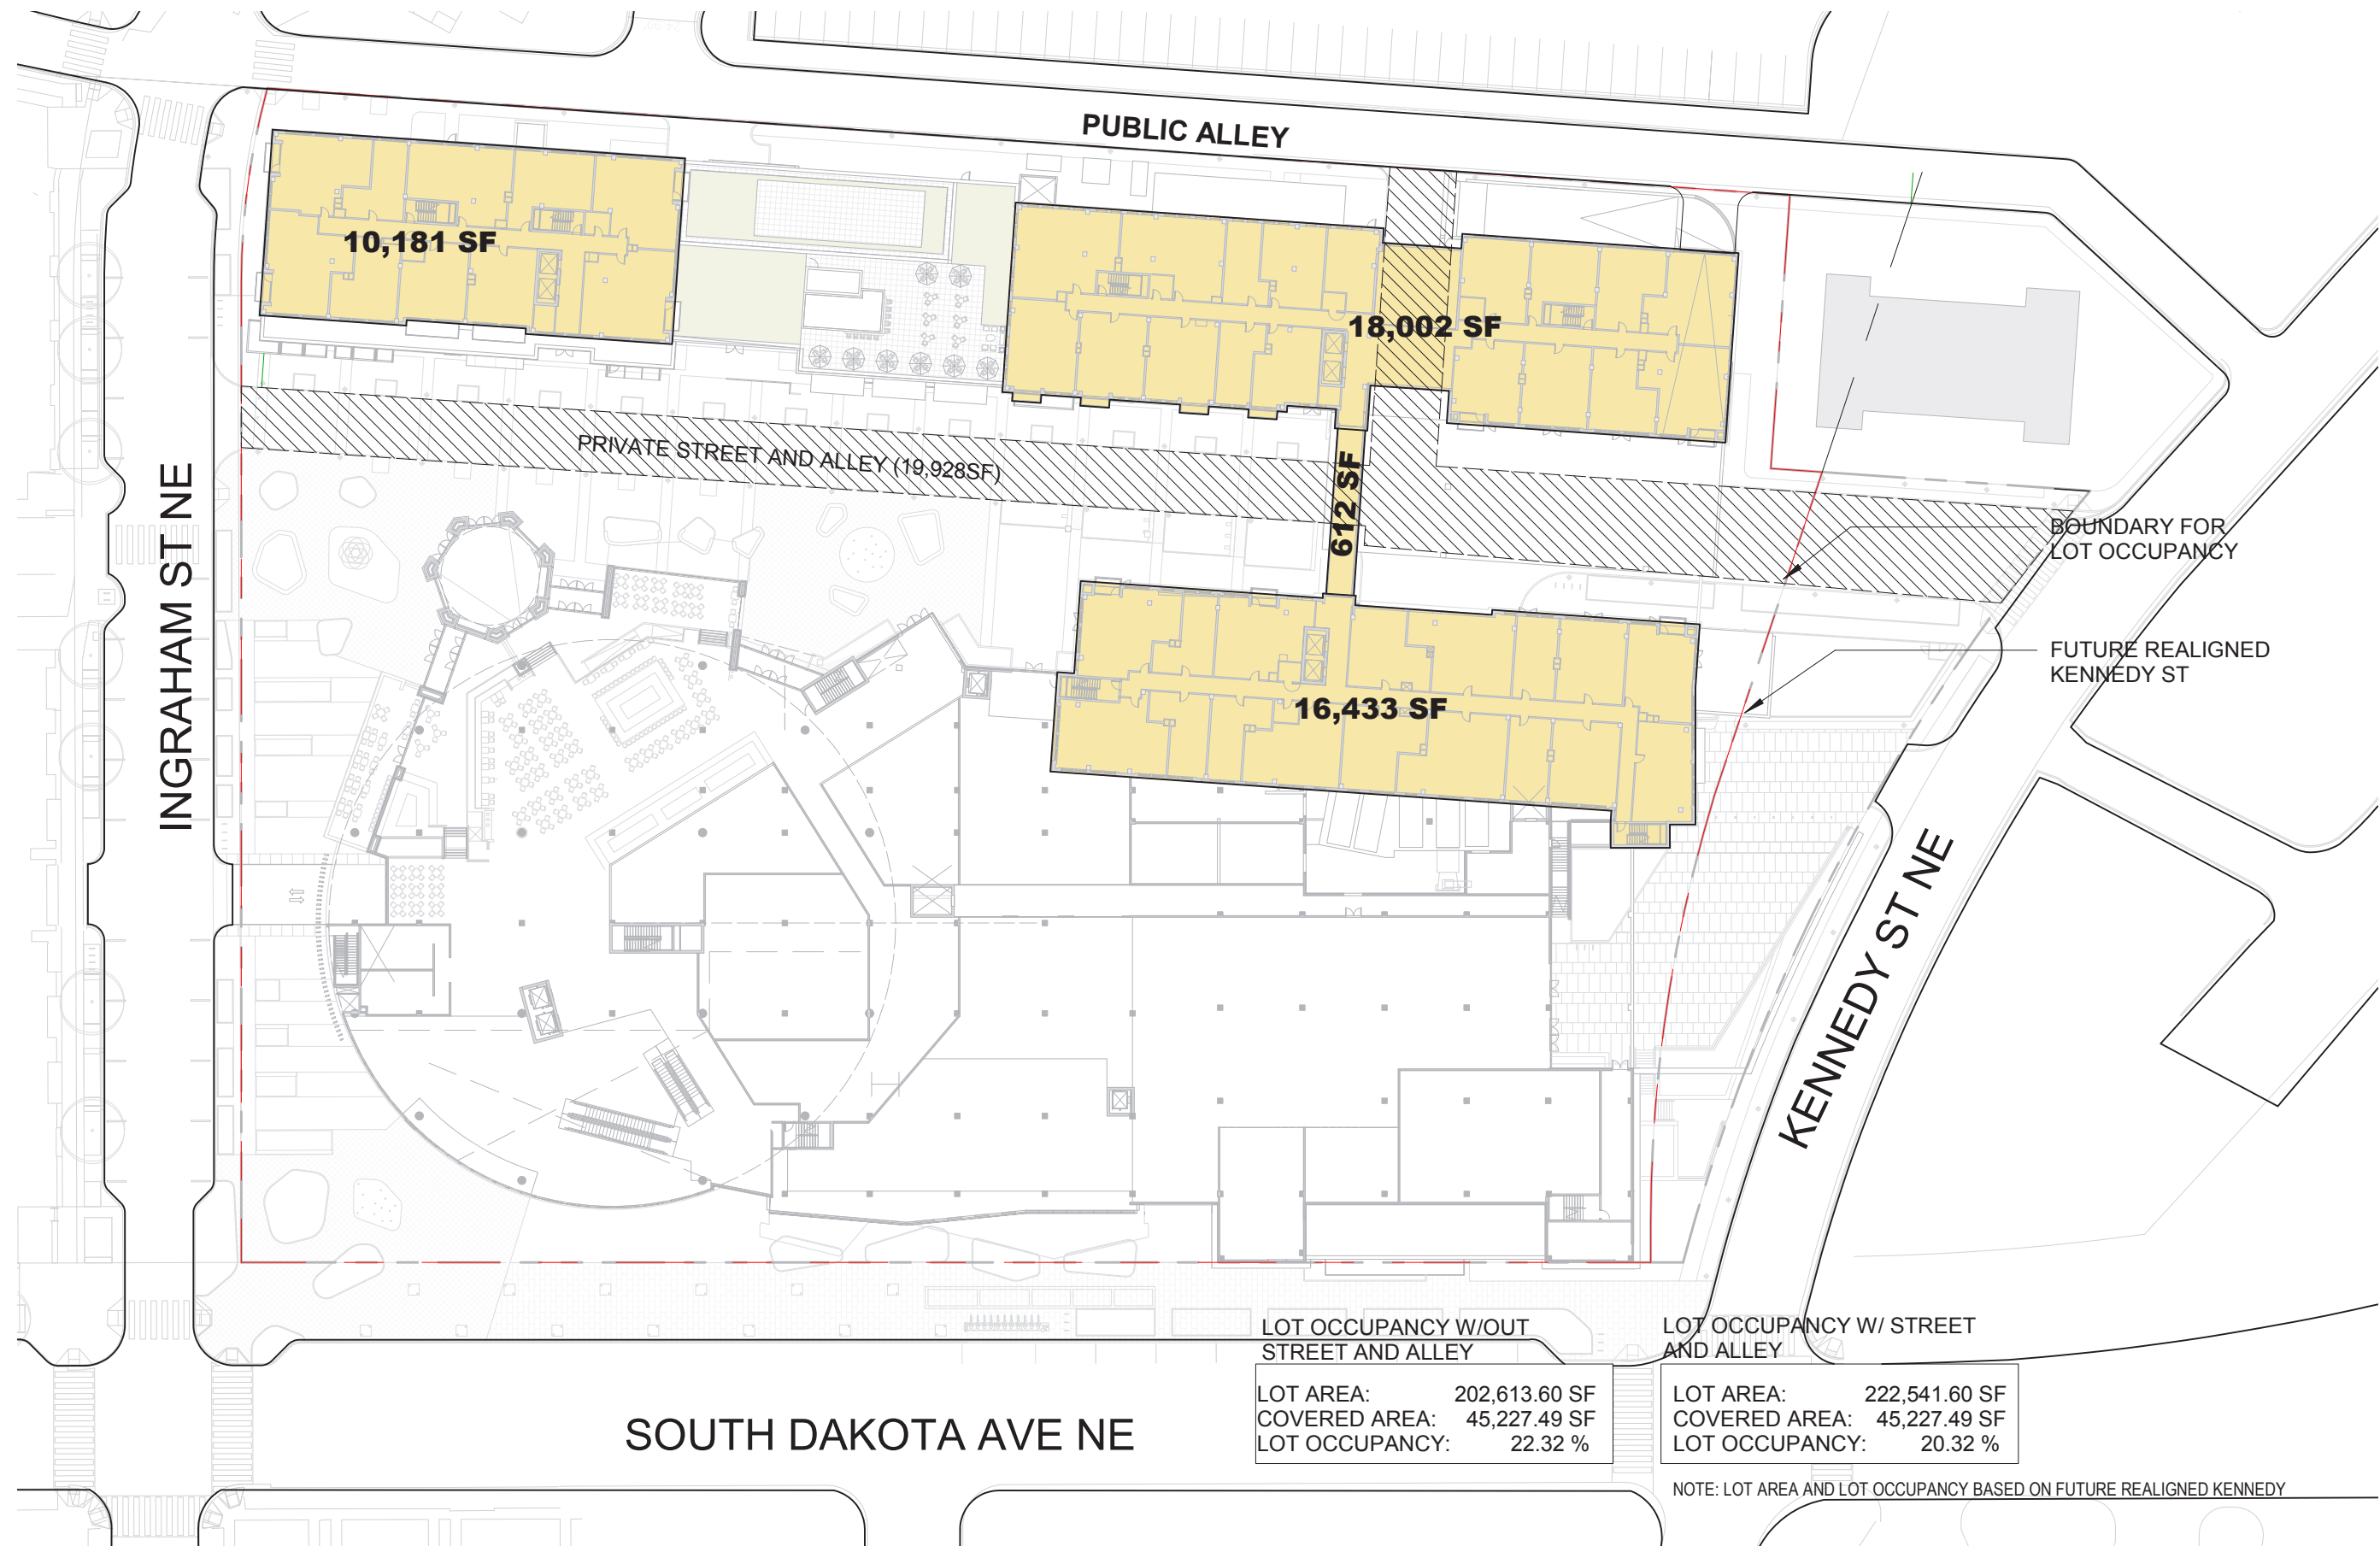 PUBLIC ALLEY
10,181 SF
18,002 SF
PRIVATE STREET AND ALLEY (19,928SF)
612 SF
BOUNDARY FOR
LOT OCCUPANCY
INGRAHAM ST NE
FUTURE REALIGNED
KENNEDY ST
16,433 SF
KENNEDY ST NE
LOT OCCUPANCY W/OUT
STREET AND ALLEY
LOT AREA: 202,613.60 SF
COVERED AREA: 45,227.49 SF
LOT OCCUPANCY: 22.32 %
LOT OCCUPANCY W/ STREET
AND ALLEY
LOT AREA: 222,541.60 SF
COVERED AREA: 45,227.49 SF
LOT OCCUPANCY: 20.32 %
SOUTH DAKOTA AVE NE
NOTE: LOT AREA AND LOT OCCUPANCY BASED ON FUTURE REALIGNED KENNEDY